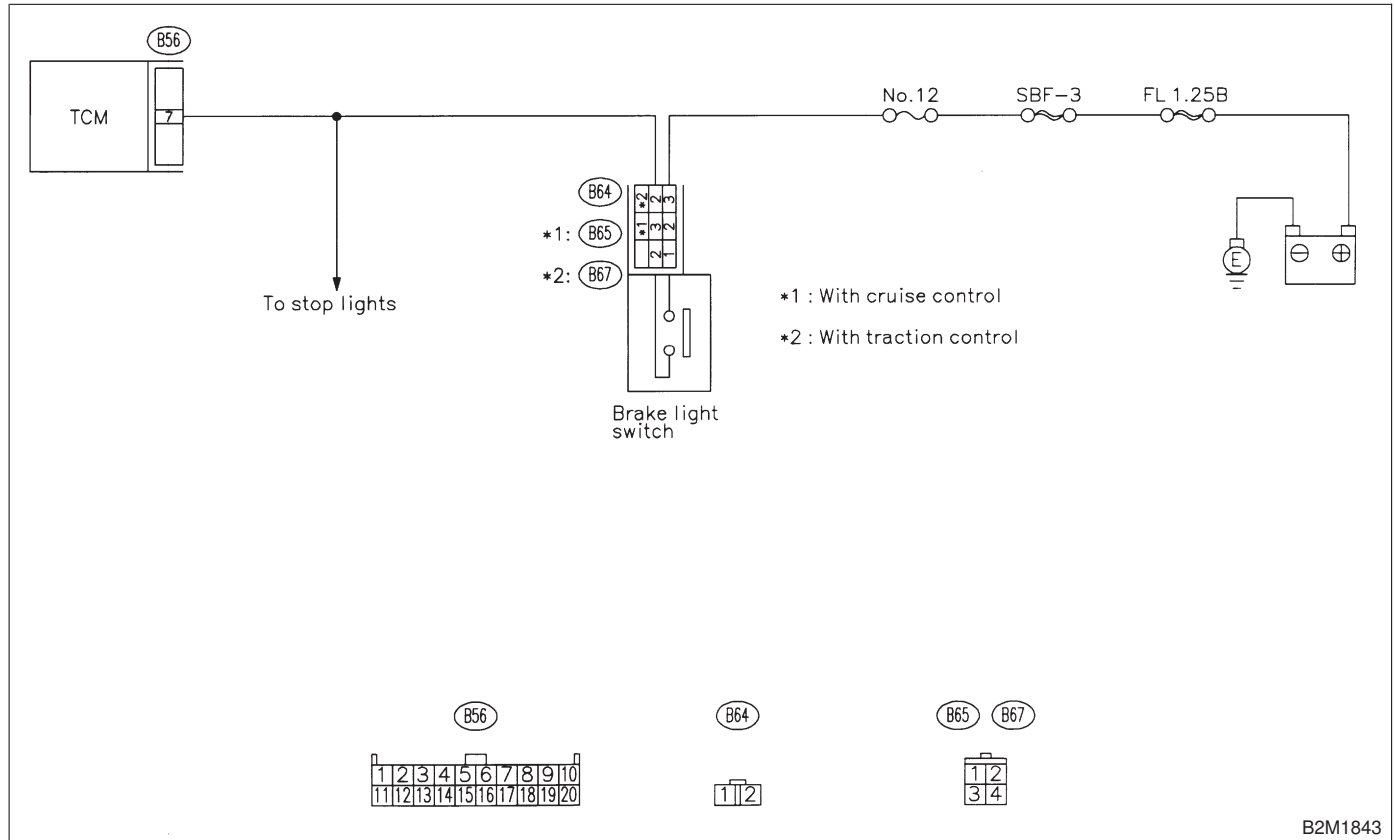 B56
TCM
7
No.12
SBF-3
FL 1.25B
B64
*2 2 3
*1: B65
*1 3 2
*2: B67
2 1
E
⊖ ⊕
To stop lights
*1 : With cruise control
*2 : With traction control
Brake light
switch
B56
B64
B65 B67
1 2 3 4 5 6 7 8 9 10
11 12 13 14 15 16 17 18 19 20
1 2
1 2
3 4
B2M1843